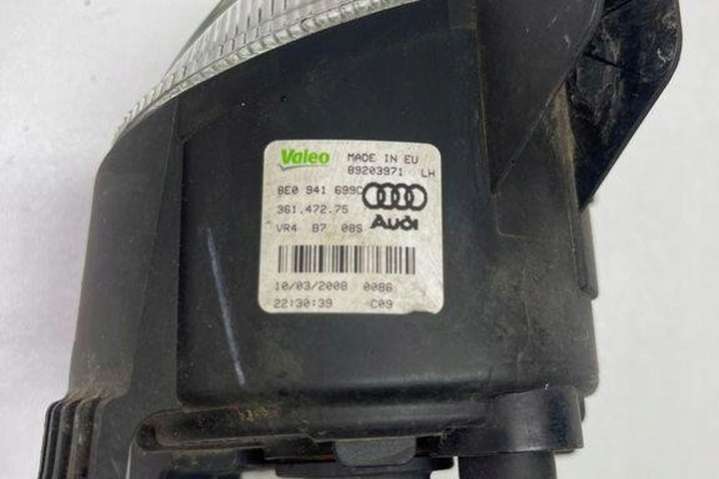 Valeo MADE IN EU
89203971 LH
8E0 941 699C
361.472.75
Audi
VR4 B7 08S
10/03/2008 0086
22:30:39 C09